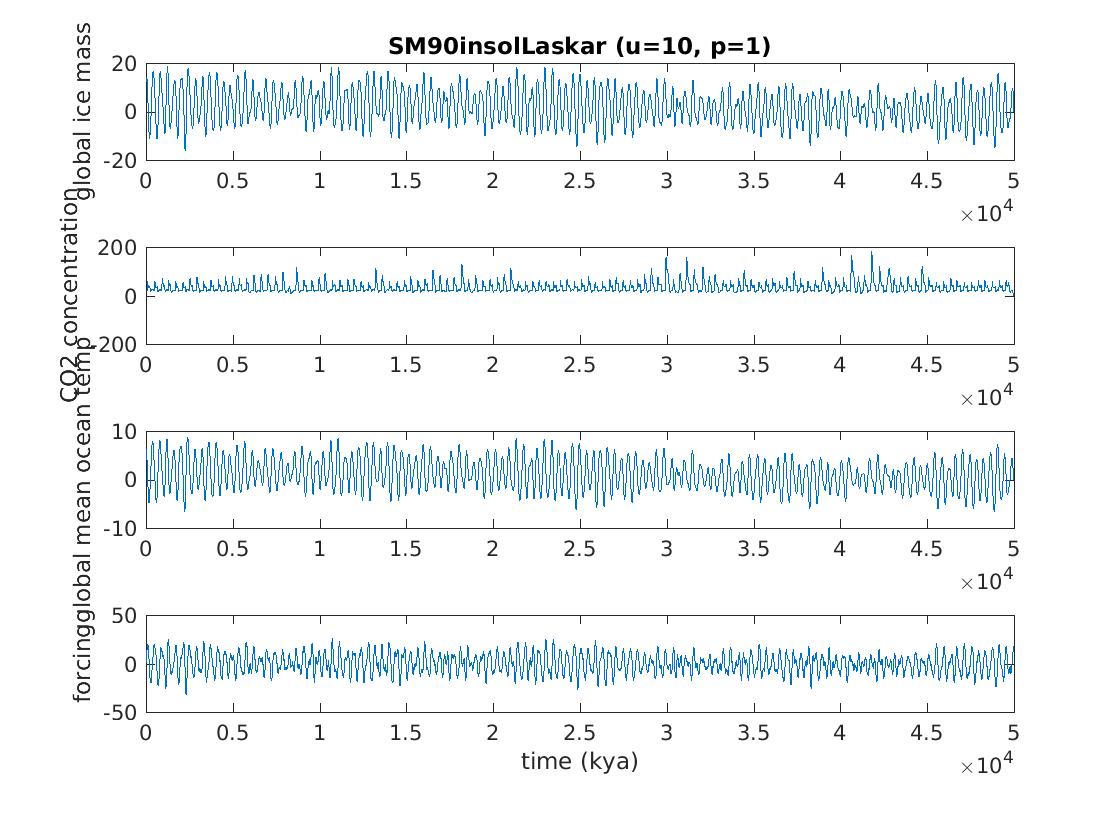 SM90insolLaskar (u=10, p=1)
global ice mass
20
0
-20
0 0.5 1 1.5 2 2.5 3 3.5 4 4.5 5
×10^4
CO2 concentration
200
0
-200
0 0.5 1 1.5 2 2.5 3 3.5 4 4.5 5
×10^4
global mean ocean temp
10
0
-10
0 0.5 1 1.5 2 2.5 3 3.5 4 4.5 5
×10^4
forcing
50
0
-50
0 0.5 1 1.5 2 2.5 3 3.5 4 4.5 5
time (kya)
×10^4